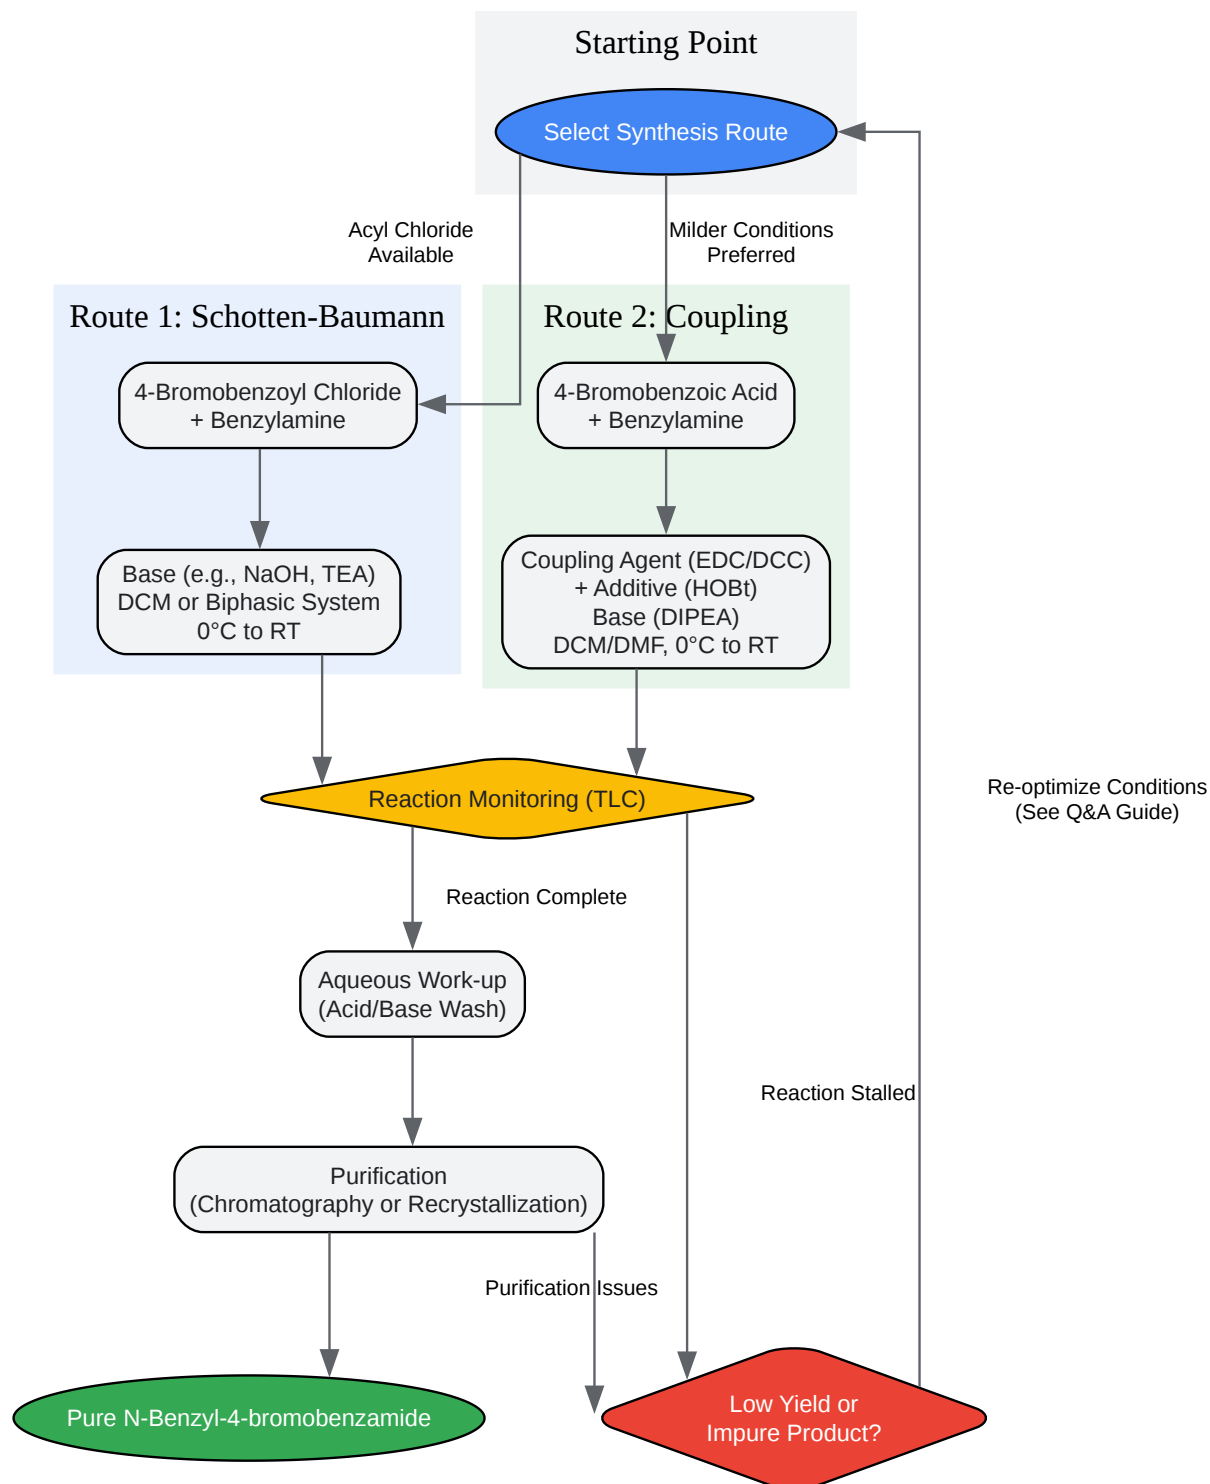 Starting Point
Select Synthesis Route
Acyl Chloride
Available
Milder Conditions
Preferred
Route 1: Schotten-Baumann
Route 2: Coupling
4-Bromobenzoyl Chloride
+ Benzylamine
4-Bromobenzoic Acid
+ Benzylamine
Base (e.g., NaOH, TEA)
DCM or Biphasic System
0°C to RT
Coupling Agent (EDC/DCC)
+ Additive (HOBt)
Base (DIPEA)
DCM/DMF, 0°C to RT
Reaction Monitoring (TLC)
Re-optimize Conditions
(See Q&A Guide)
Reaction Complete
Aqueous Work-up
(Acid/Base Wash)
Reaction Stalled
Purification
(Chromatography or Recrystallization)
Purification Issues
Pure N-Benzyl-4-bromobenzamide
Low Yield or
Impure Product?